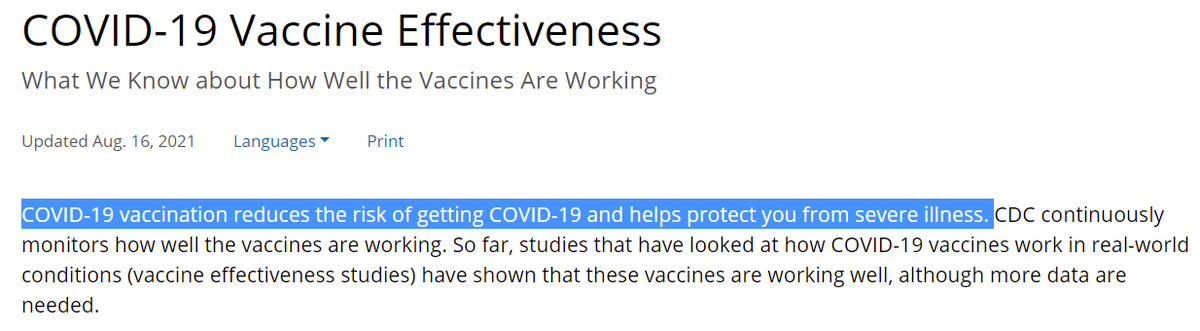 COVID-19 Vaccine Effectiveness
What We Know about How Well the Vaccines Are Working
Updated Aug. 16, 2021 Languages Print
COVID-19 vaccination reduces the risk of getting COVID-19 and helps protect you from severe illness. CDC continuously
monitors how well the vaccines are working. So far, studies that have looked at how COVID-19 vaccines work in real-world
conditions (vaccine effectiveness studies) have shown that these vaccines are working well, although more data are
needed.